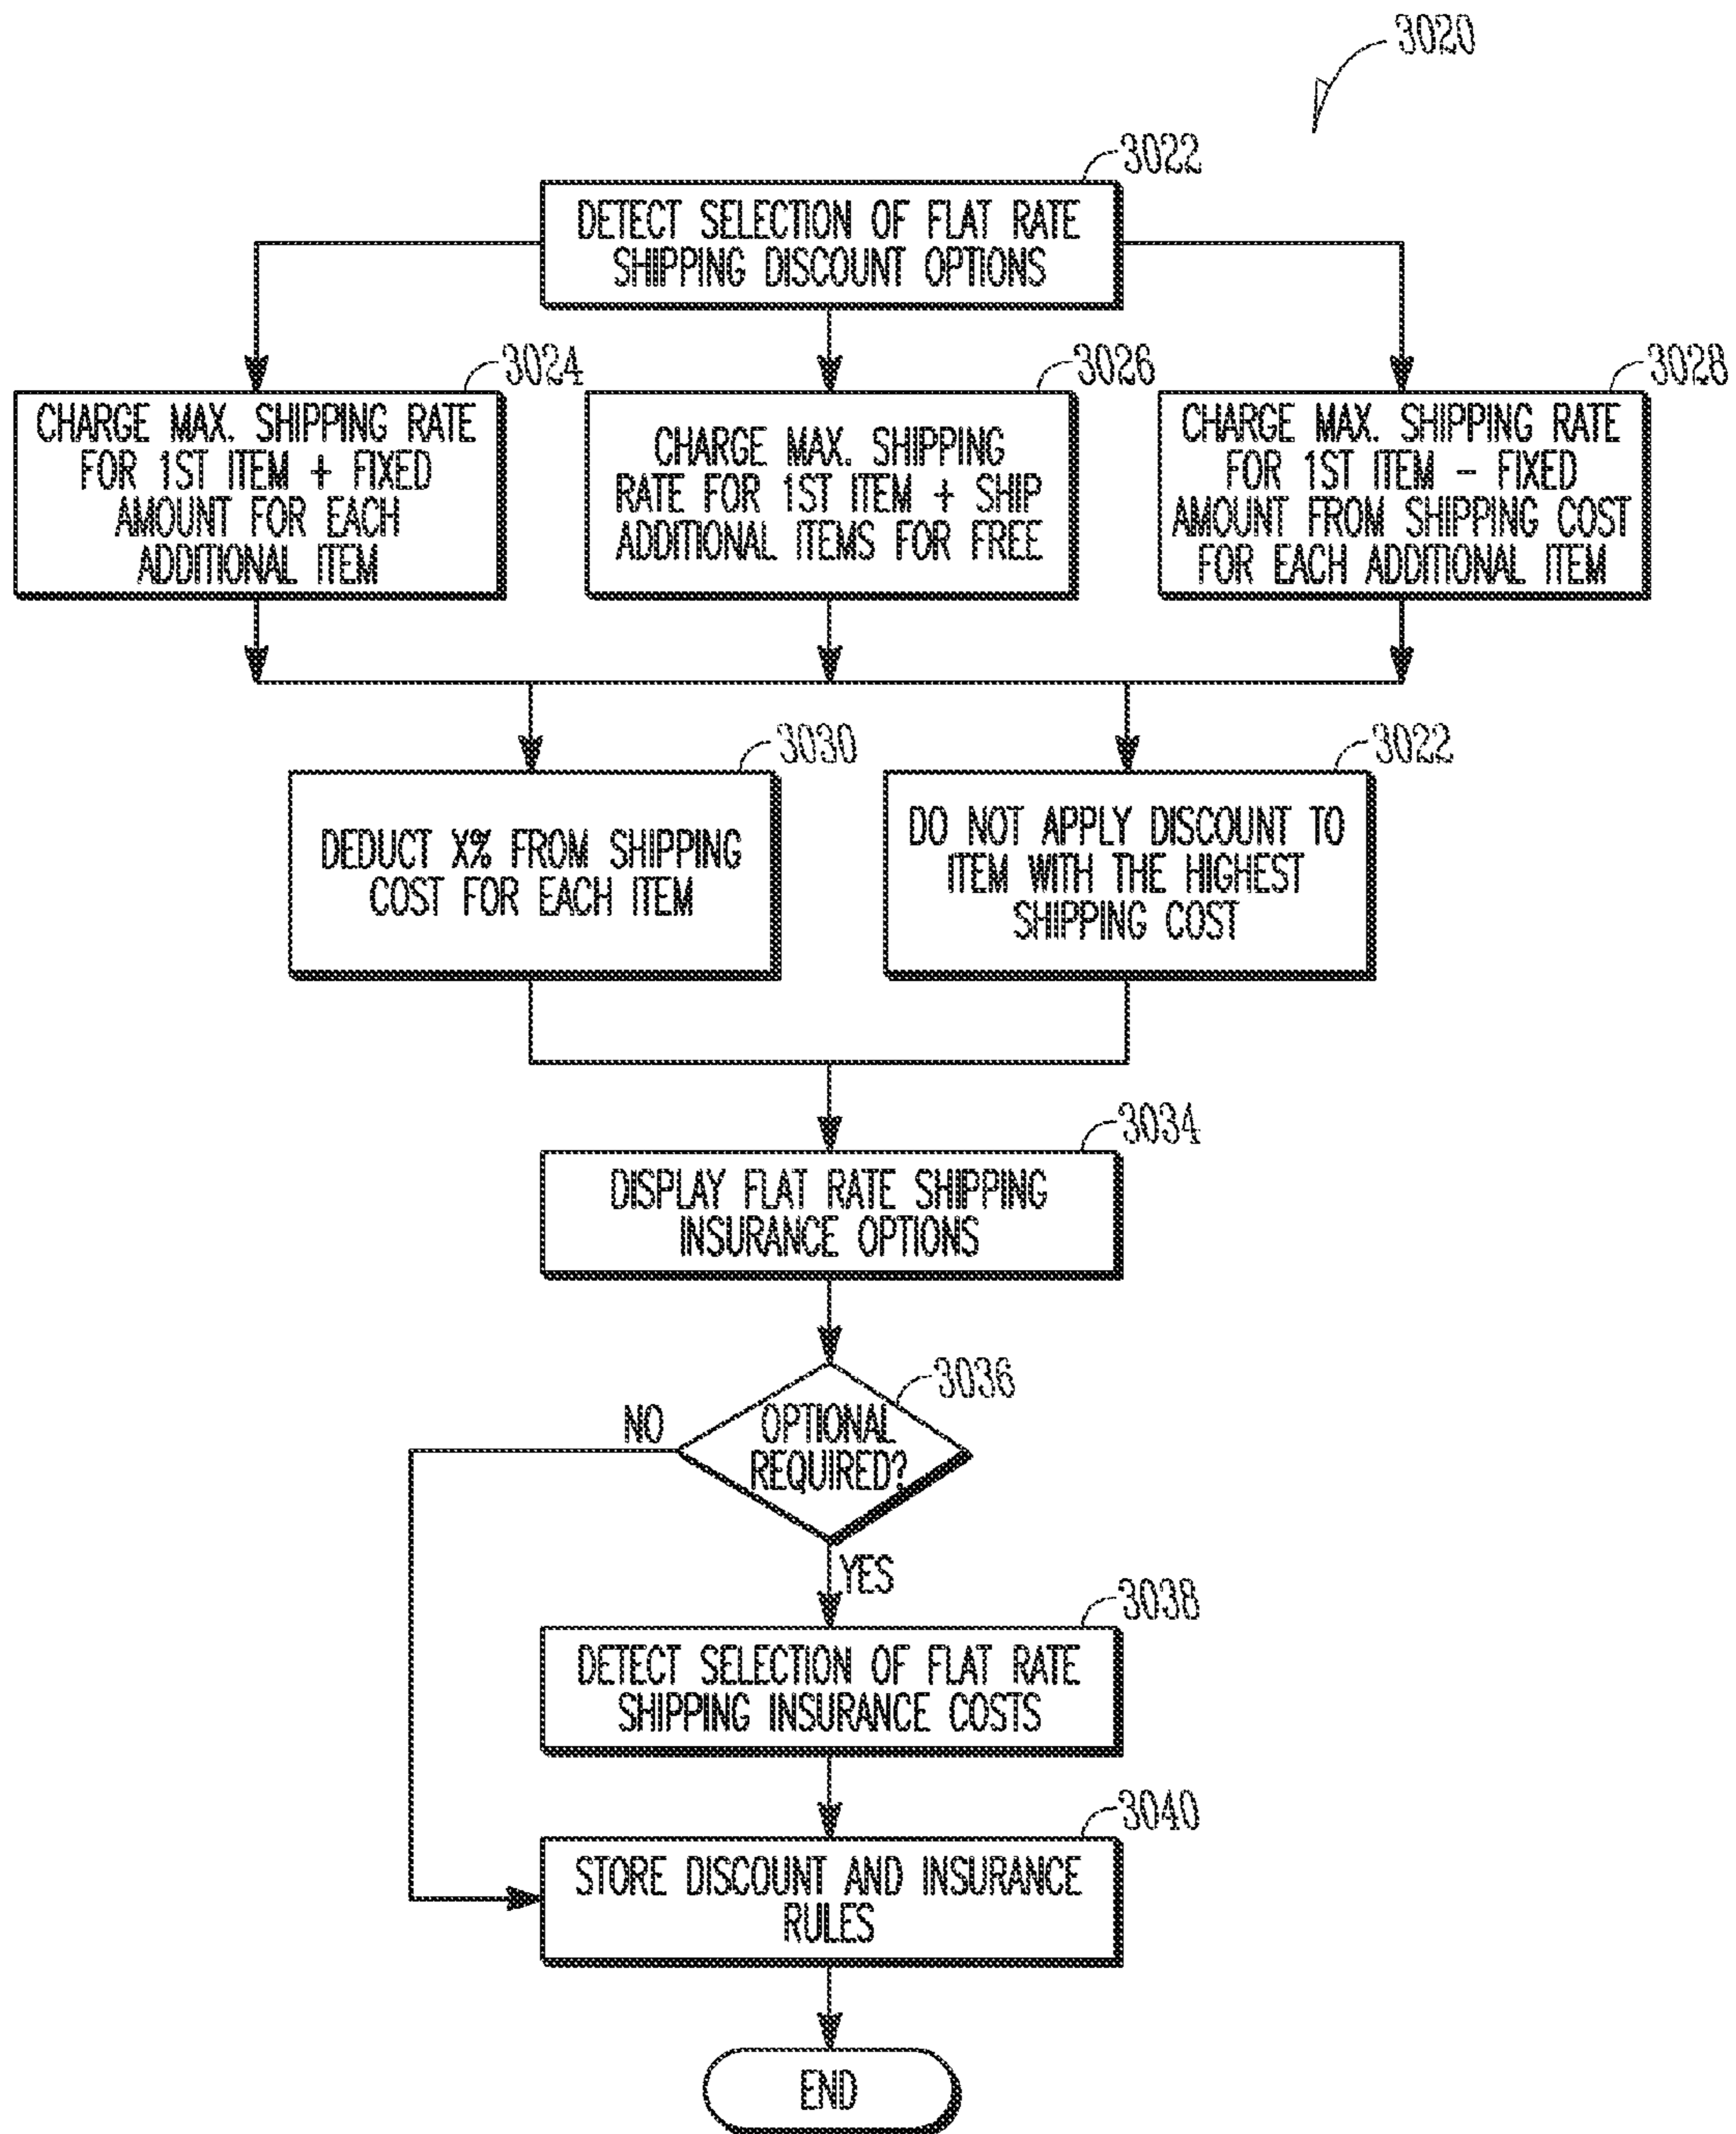 3020
3022
DETECT SELECTION OF FLAT RATE
SHIPPING DISCOUNT OPTIONS
3024
CHARGE MAX. SHIPPING RATE
FOR 1ST ITEM + FIXED
AMOUNT FOR EACH
ADDITIONAL ITEM
3026
CHARGE MAX. SHIPPING
RATE FOR 1ST ITEM + SHIP
ADDITIONAL ITEMS FOR FREE
3028
CHARGE MAX. SHIPPING RATE
FOR 1ST ITEM – FIXED
AMOUNT FROM SHIPPING COST
FOR EACH ADDITIONAL ITEM
3030
DEDUCT X% FROM SHIPPING
COST FOR EACH ITEM
3022
DO NOT APPLY DISCOUNT TO
ITEM WITH THE HIGHEST
SHIPPING COST
3034
DISPLAY FLAT RATE SHIPPING
INSURANCE OPTIONS
3036
OPTIONAL
REQUIRED?
NO
YES
3038
DETECT SELECTION OF FLAT RATE
SHIPPING INSURANCE COSTS
3040
STORE DISCOUNT AND INSURANCE
RULES
END